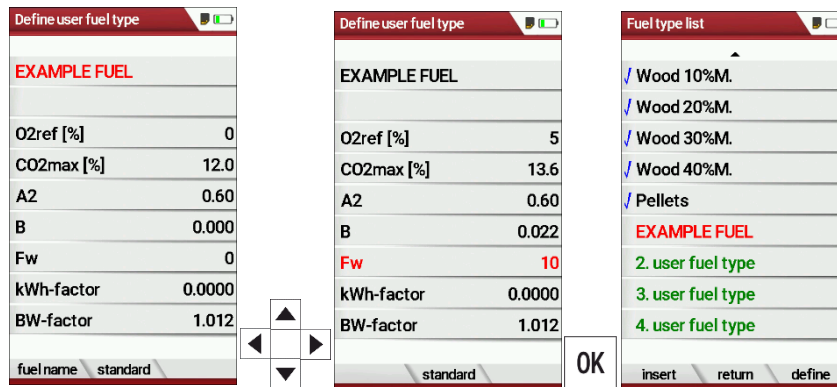 Define user fuel type
EXAMPLE FUEL
O2ref [%] 0
CO2max [%] 12.0
A2 0.60
B 0.000
Fw 0
kWh-factor 0.0000
BW-factor 1.012
fuel name standard
Define user fuel type
EXAMPLE FUEL
O2ref [%] 5
CO2max [%] 13.6
A2 0.60
B 0.022
Fw 10
kWh-factor 0.0000
BW-factor 1.012
standard
OK
Fuel type list
Wood 10%M.
Wood 20%M.
Wood 30%M.
Wood 40%M.
Pellets
EXAMPLE FUEL
2. user fuel type
3. user fuel type
4. user fuel type
insert return define